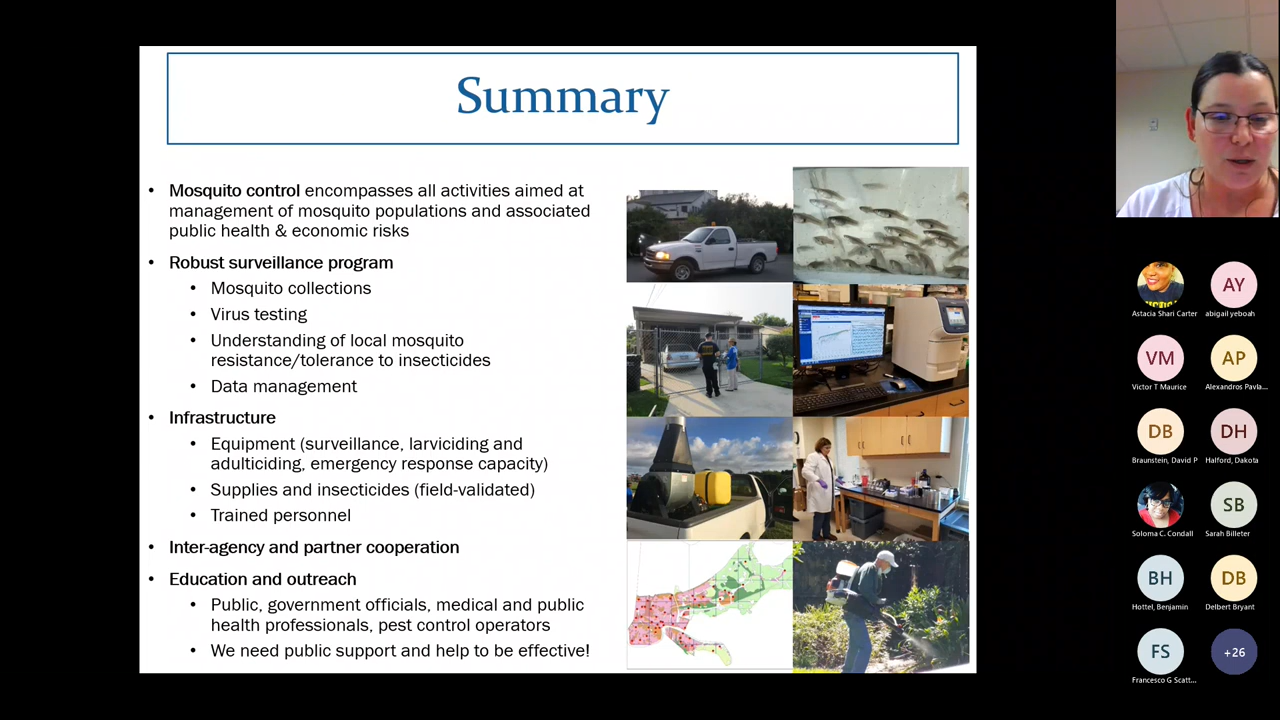 Summary
• Mosquito control encompasses all activities aimed at
management of mosquito populations and associated
public health & economic risks
• Robust surveillance program
• Mosquito collections
• Virus testing
• Understanding of local mosquito
resistance/tolerance to insecticides
• Data management
• Infrastructure
• Equipment (surveillance, larviciding and
adulticiding, emergency response capacity)
• Supplies and insecticides (field-validated)
• Trained personnel
• Inter-agency and partner cooperation
• Education and outreach
• Public, government officials, medical and public
health professionals, pest control operators
• We need public support and help to be effective!
Astacia Shari Carter
AY
abigail yeboah
VM
Victor T Maurice
AP
Alexandros Pavla...
DB
Braunstein, David P
DH
Halford, Dakota
Soloma C. Condall
SB
Sarah Billeter
BH
Hottel, Benjamin
DB
Delbert Bryant
FS
Francesco G Scatt...
+26